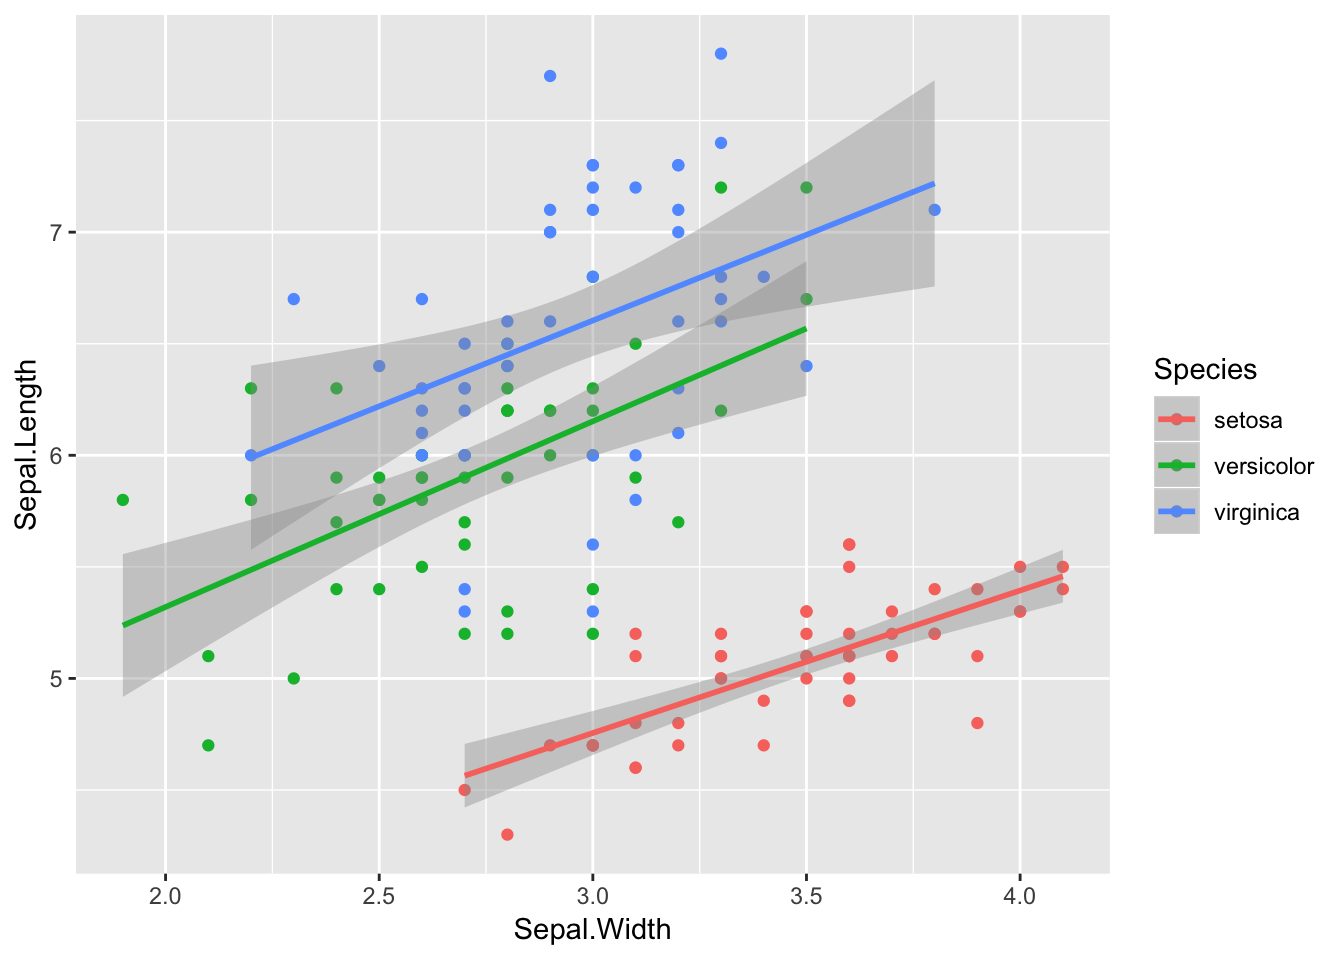 Sepal.Length
7
6
5
2.0 2.5 3.0 3.5 4.0
Sepal.Width
Species
setosa
versicolor
virginica